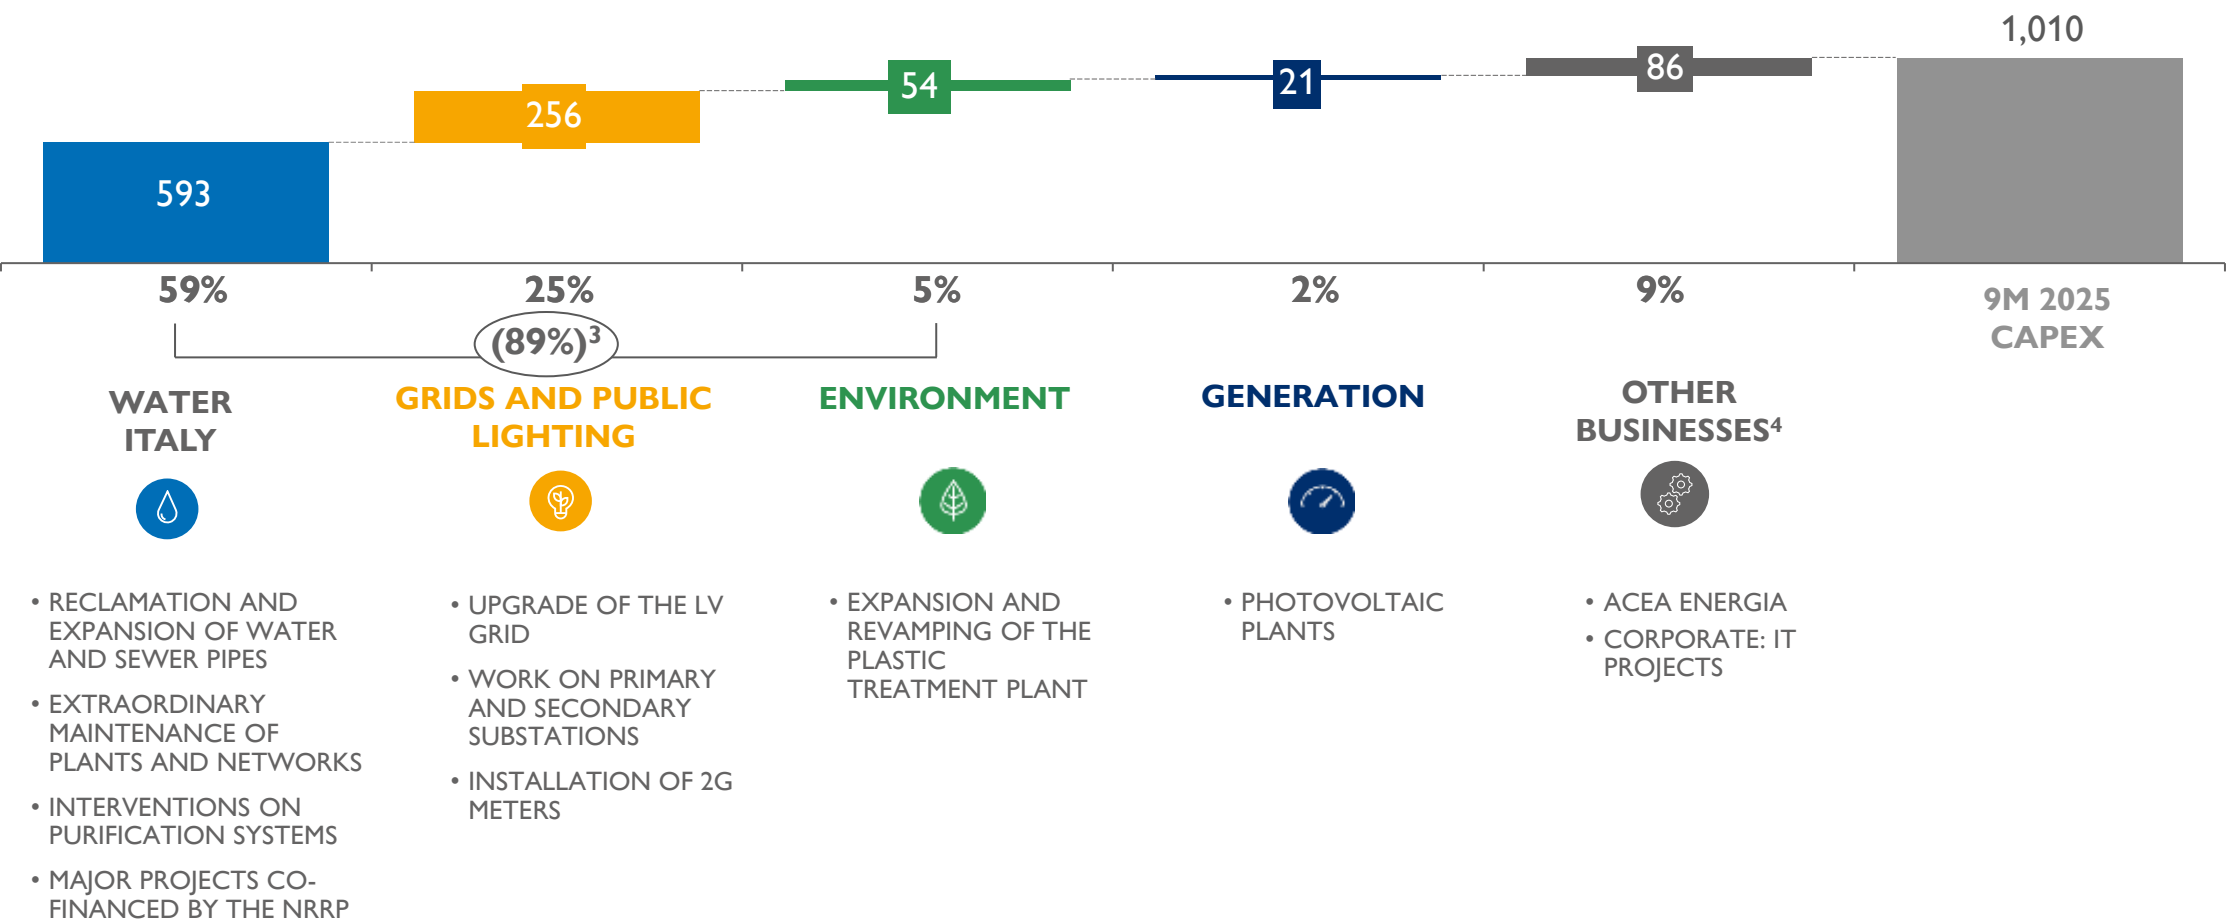 1,010
86
54
21
256
593
59%
25%
5%
2%
9%
(89%)³
9M 2025
CAPEX
WATER
ITALY
GRIDS AND PUBLIC
LIGHTING
ENVIRONMENT
GENERATION
OTHER
BUSINESSES⁴
• RECLAMATION AND
EXPANSION OF WATER
AND SEWER PIPES
• EXTRAORDINARY
MAINTENANCE OF
PLANTS AND NETWORKS
• INTERVENTIONS ON
PURIFICATION SYSTEMS
• MAJOR PROJECTS CO-
FINANCED BY THE NRRP
• UPGRADE OF THE LV
GRID
• WORK ON PRIMARY
AND SECONDARY
SUBSTATIONS
• INSTALLATION OF 2G
METERS
• EXPANSION AND
REVAMPING OF THE
PLASTIC
TREATMENT PLANT
• PHOTOVOLTAIC
PLANTS
• ACEA ENERGIA
• CORPORATE: IT
PROJECTS